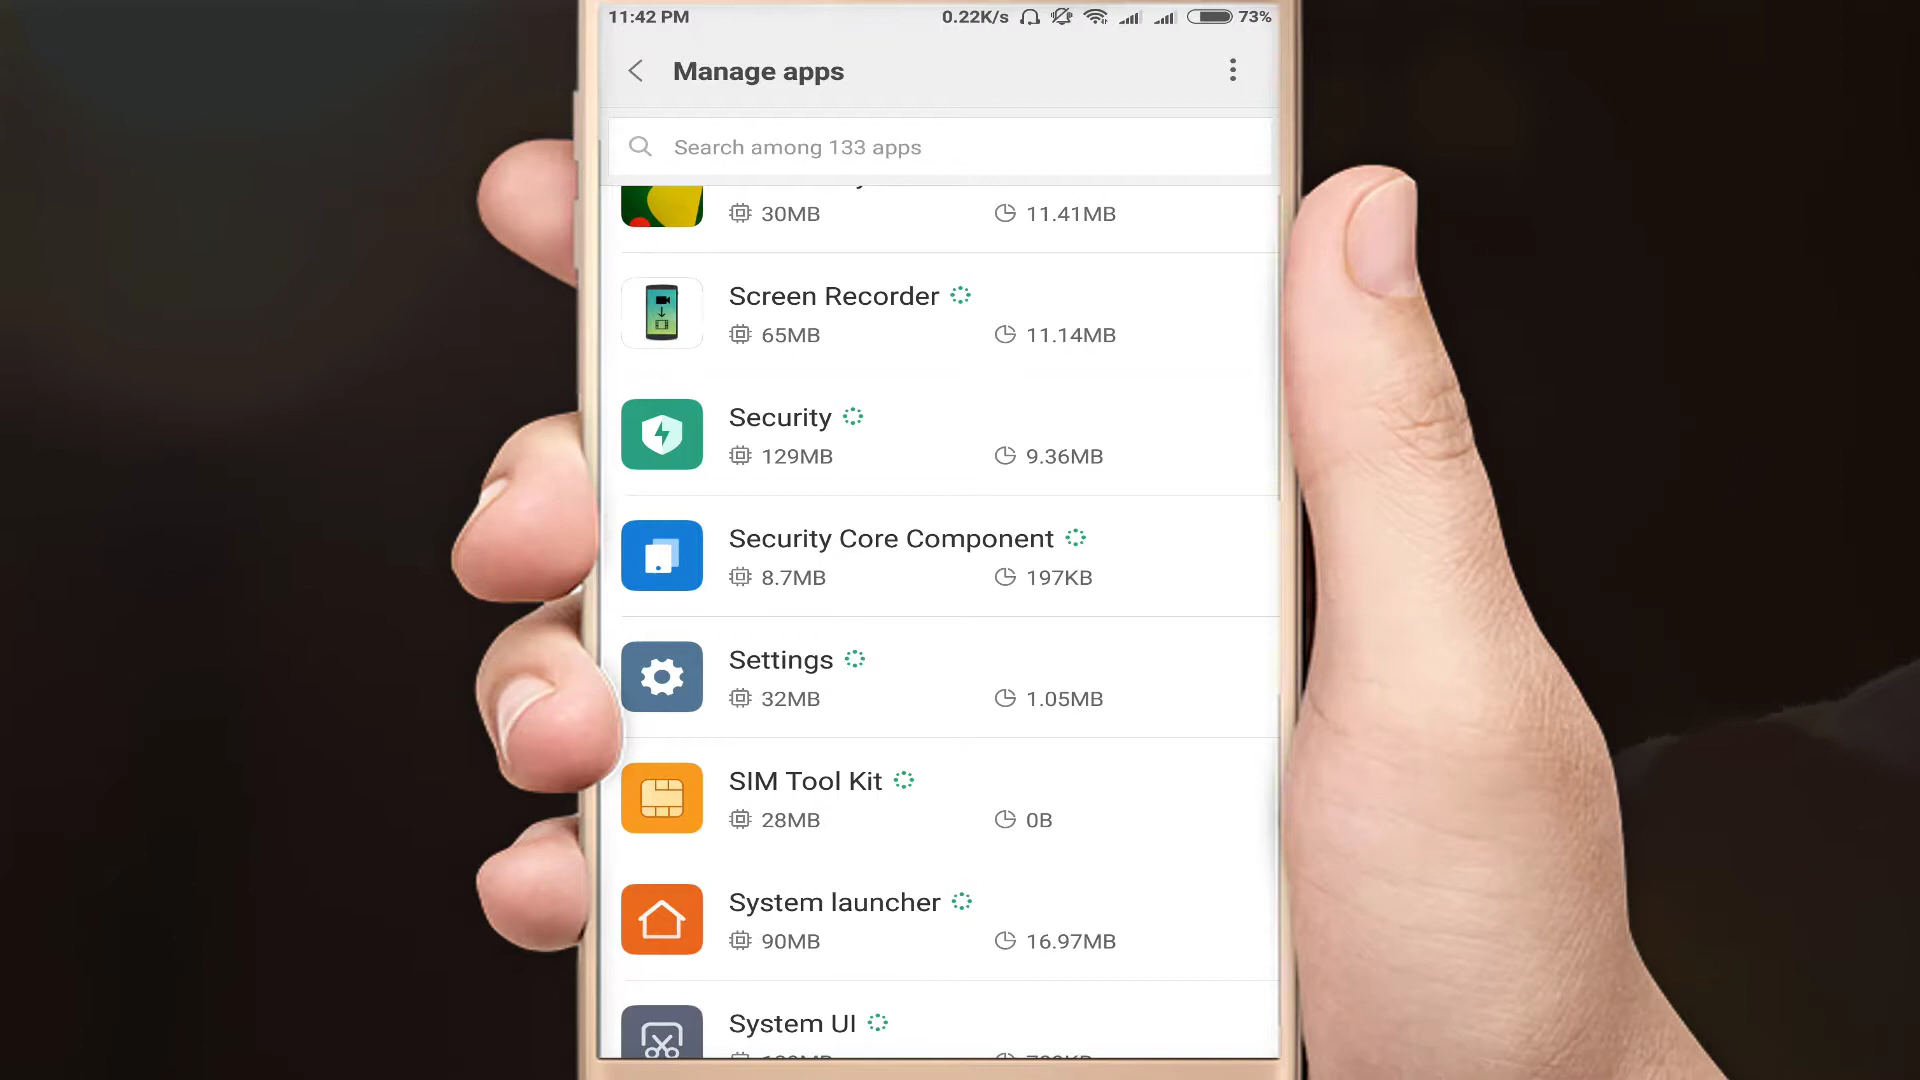 11:42 PM 0.22K/s 73%
Manage apps
Search among 133 apps
30MB 11.41MB
Screen Recorder
65MB 11.14MB
Security
129MB 9.36MB
Security Core Component
8.7MB 197KB
Settings
32MB 1.05MB
SIM Tool Kit
28MB 0B
System launcher
90MB 16.97MB
System UI